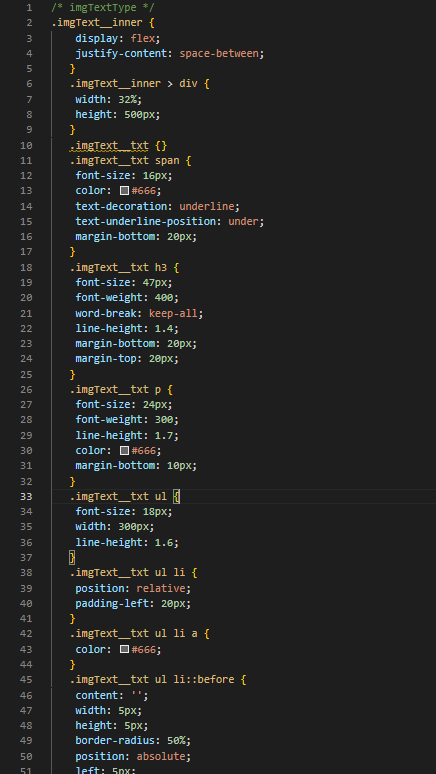 1 /* imgTextType */
2 .imgText__inner {
3 display: flex;
4 justify-content: space-between;
5 }
6 .imgText__inner > div {
7 width: 32%;
8 height: 500px;
9 }
10 .imgText__txt {}
11 .imgText__txt span {
12 font-size: 16px;
13 color: #666;
14 text-decoration: underline;
15 text-underline-position: under;
16 margin-bottom: 20px;
17 }
18 .imgText__txt h3 {
19 font-size: 47px;
20 font-weight: 400;
21 word-break: keep-all;
22 line-height: 1.4;
23 margin-bottom: 20px;
24 margin-top: 20px;
25 }
26 .imgText__txt p {
27 font-size: 24px;
28 font-weight: 300;
29 line-height: 1.7;
30 color: #666;
31 margin-bottom: 10px;
32 }
33 .imgText__txt ul {
34 font-size: 18px;
35 width: 300px;
36 line-height: 1.6;
37 }
38 .imgText__txt ul li {
39 position: relative;
40 padding-left: 20px;
41 }
42 .imgText__txt ul li a {
43 color: #666;
44 }
45 .imgText__txt ul li::before {
46 content: '';
47 width: 5px;
48 height: 5px;
49 border-radius: 50%;
50 position: absolute;
51 left: 5px;